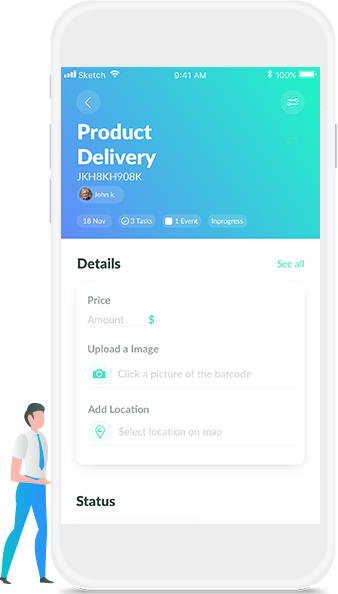 Sketch 9:41 AM 100%
Product
Delivery
JKH8KH908K
John k.
18 Nov 3 Tasks 1 Event Inprogress
Details See all
Price
Amount $
Upload a Image
Click a picture of the barcode
Add Location
Select location on map
Status